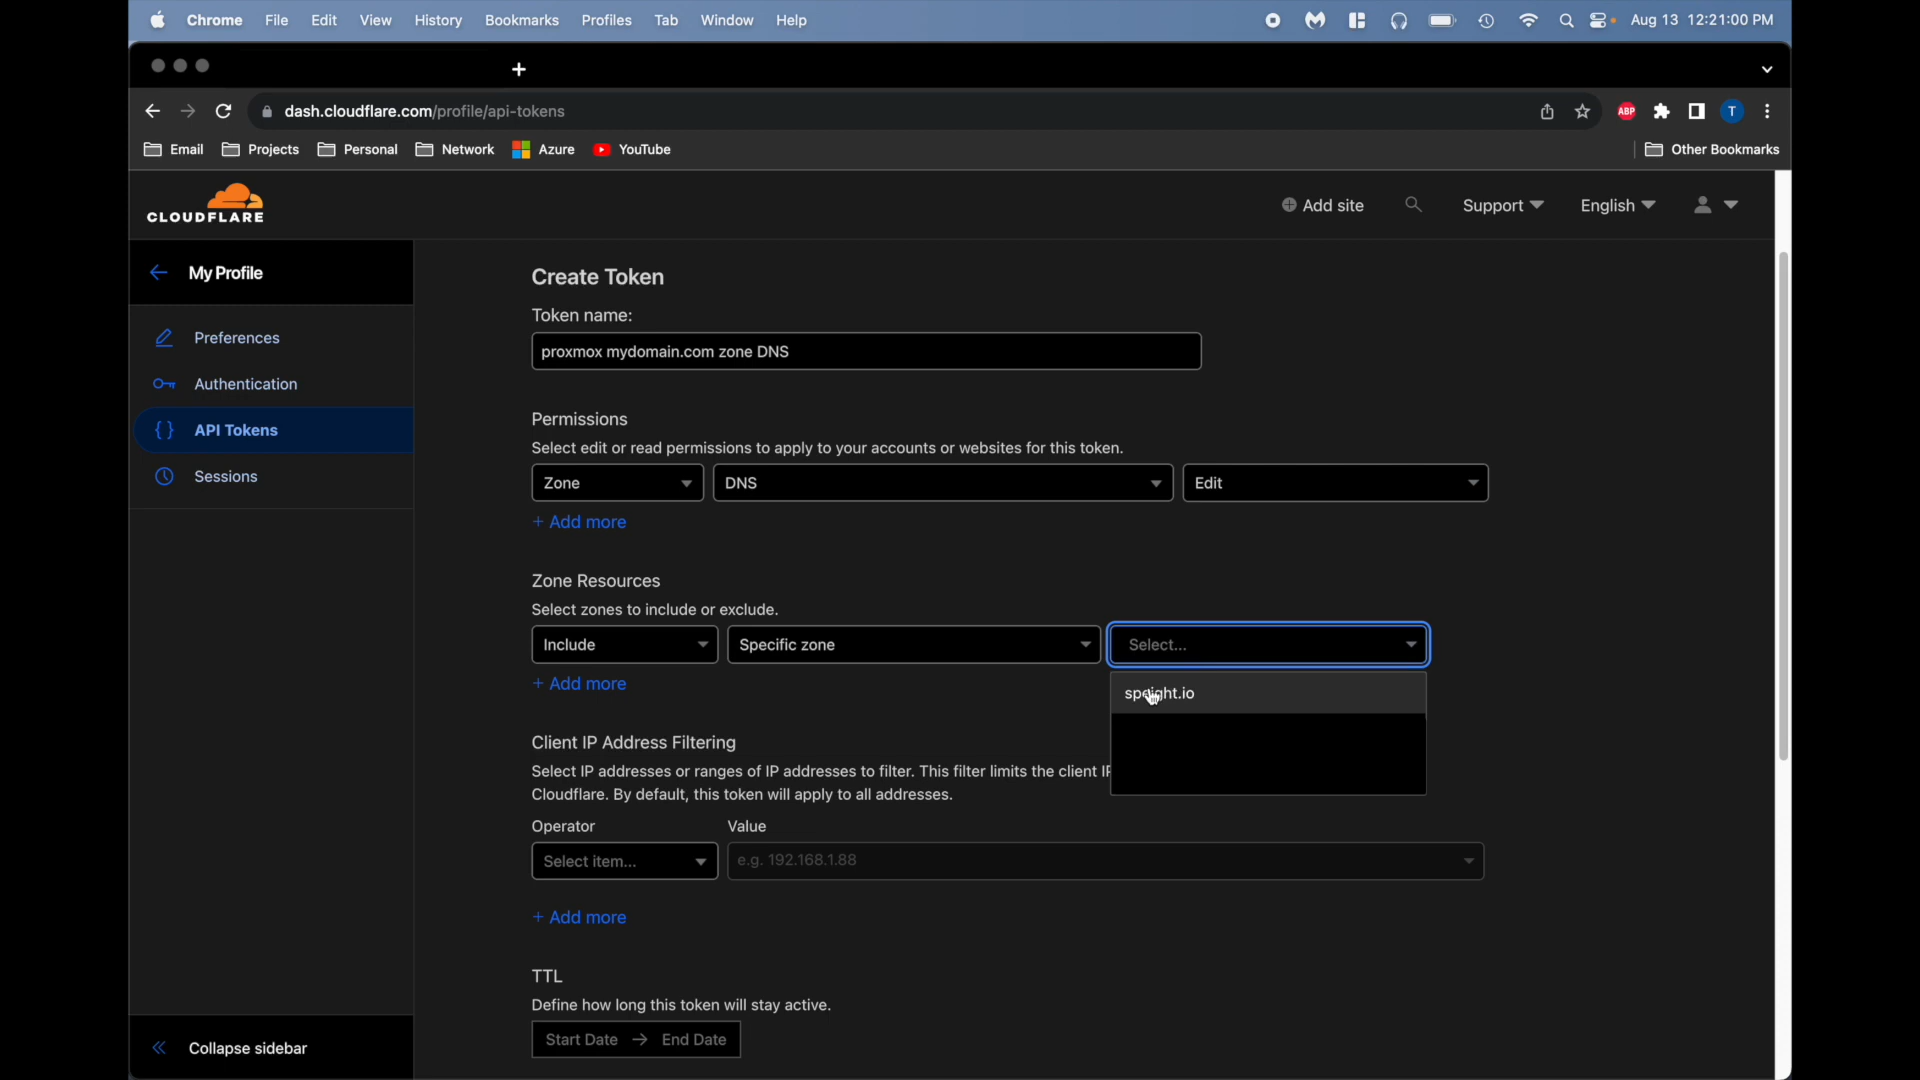 Chrome File Edit View History Bookmarks Profiles Tab Window Help Aug 13 12:21:00 PM
dash.cloudflare.com/profile/api-tokens ABP T
Email Projects Personal Network Azure YouTube Other Bookmarks
CLOUDFLARE
Add site Support English
My Profile
Preferences
Authentication
API Tokens
Sessions
Collapse sidebar
Create Token
Token name:
proxmox mydomain.com zone DNS
Permissions
Select edit or read permissions to apply to your accounts or websites for this token.
Zone DNS Edit
+ Add more
Zone Resources
Select zones to include or exclude.
Include Specific zone Select...
+ Add more
speight.io
Client IP Address Filtering
Select IP addresses or ranges of IP addresses to filter. This filter limits the client IP
Cloudflare. By default, this token will apply to all addresses.
Operator Value
Select item... e.g. 192.168.1.88
+ Add more
TTL
Define how long this token will stay active.
Start Date → End Date